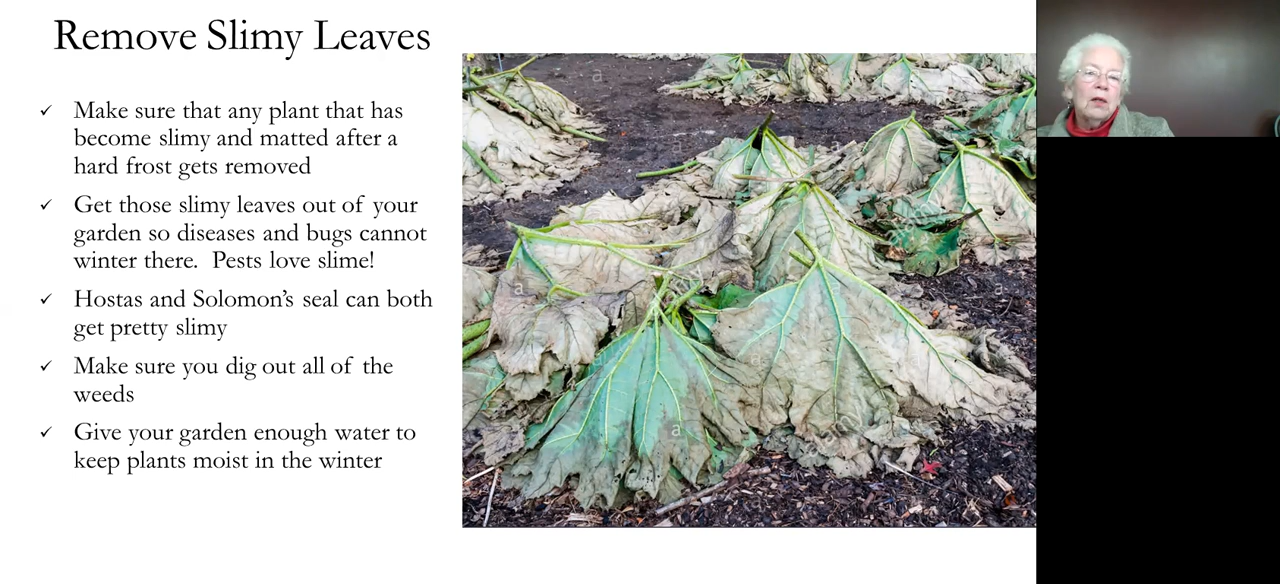 Remove Slimy Leaves
✓ Make sure that any plant that has
become slimy and matted after a
hard frost gets removed
✓ Get those slimy leaves out of your
garden so diseases and bugs cannot
winter there.  Pests love slime!
✓ Hostas and Solomon’s seal can both
get pretty slimy
✓ Make sure you dig out all of the
weeds
✓ Give your garden enough water to
keep plants moist in the winter